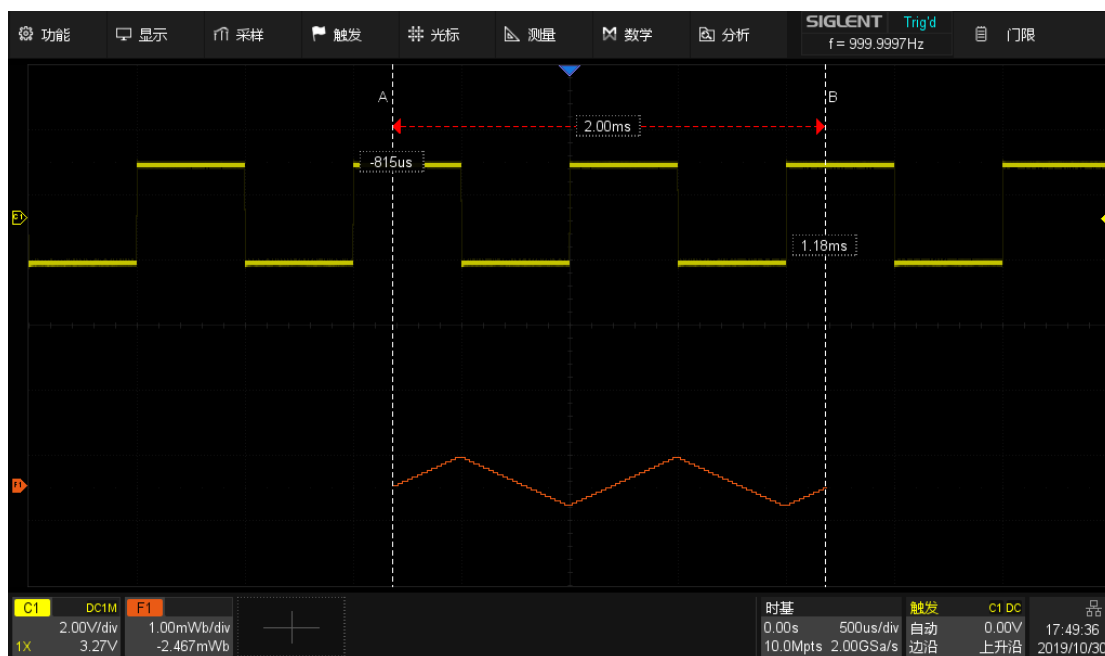 功能 显示 采样 触发 光标 测量 数学 分析 SIGLENT Trig'd 门限
f = 999.9997Hz
A B
2.00ms
-815us
C1
1.18ms
F1
C1 DC1M F1 时基 触发 C1 DC
2.00V/div 1.00mWb/div 0.00s 500us/div 自动 0.00V 17:49:36
1X 3.27V -2.467mWb 10.0Mpts 2.00GSa/s 边沿 上升沿 2019/10/30